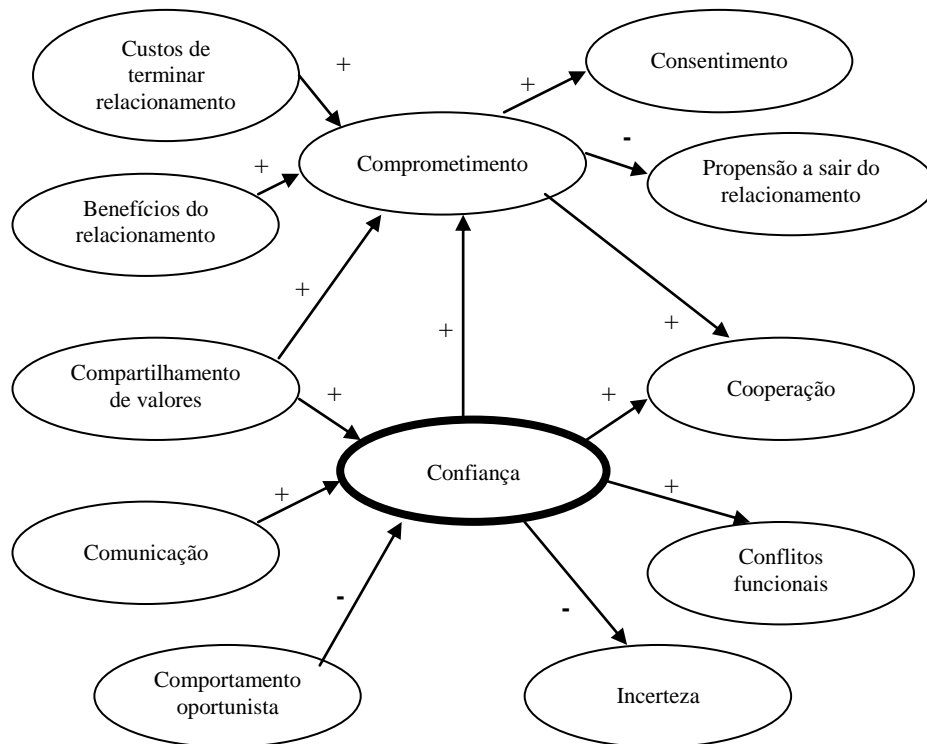 Custos de
terminar
relacionamento
+
+
Consentimento
-
Comprometimento
Propensão a sair do
relacionamento
+
Benefícios do
relacionamento
+
+
+
Compartilhamento
de valores
+
+
Cooperação
Confiança
+
+
Comunicação
Conflitos
funcionais
-
-
Comportamento
oportunista
Incerteza